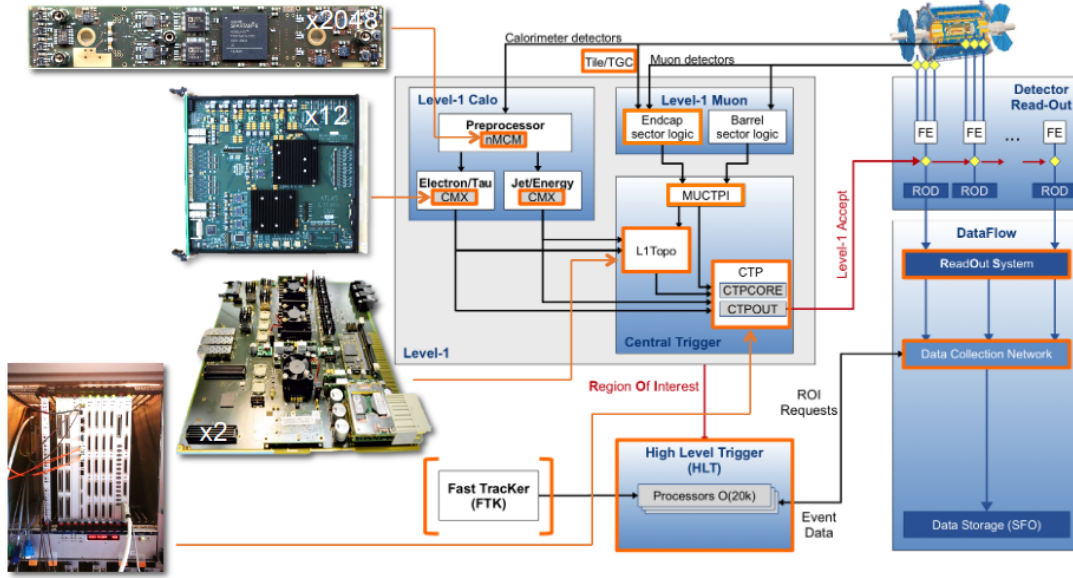 x2048
x12
x2
Calorimeter detectors
Tile/TGC
Muon detectors
Level-1 Calo
Preprocessor
nMCM
Electron/Tau
CMX
Jet/Energy
CMX
Level-1 Muon
Endcap
sector logic
Barrel
sector logic
MUCTPI
L1Topo
CTP
CTPCORE
CTPOUT
Central Trigger
Level-1
Level-1 Accept
Region Of Interest
Detector
Read-Out
FE
FE
...
FE
ROD
ROD
ROD
DataFlow
ReadOut System
Data Collection Network
Data Storage (SFO)
ROI
Requests
Event
Data
High Level Trigger
(HLT)
Processors O(20k)
Fast TracKer
(FTK)